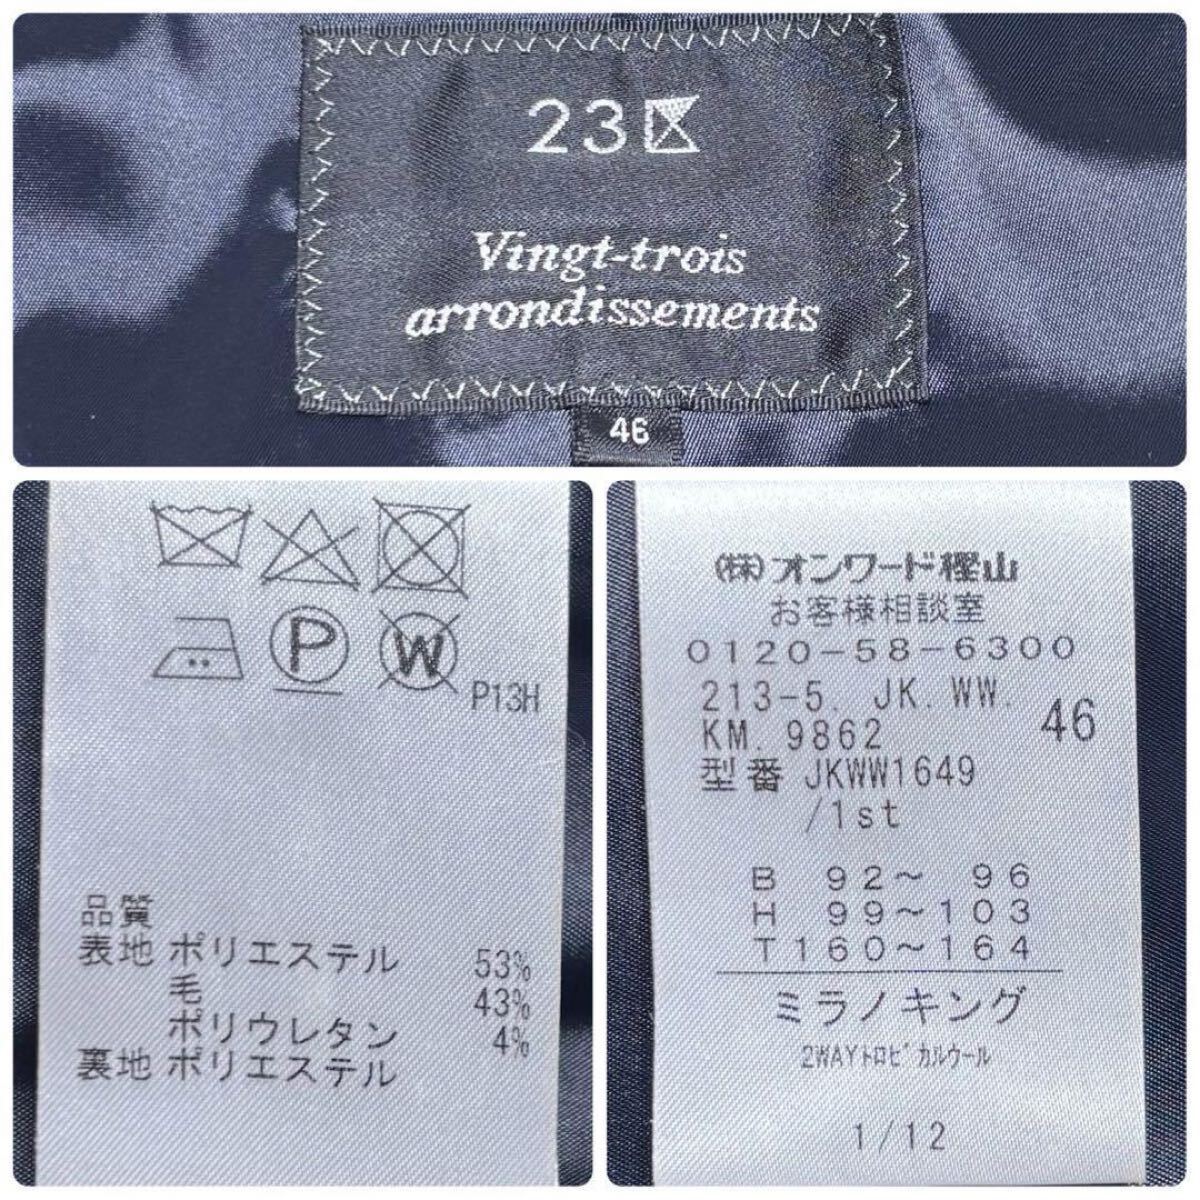 23区
Vingt-trois
arrondissements
46
P
W
P13H
品質
表地 ポリエステル 53%
毛 43%
ポリウレタン 4%
裏地 ポリエステル
(株)オンワード樫山
お客様相談室
0120-58-6300
213-5. JK. WW.
KM. 9862 46
型番 JKWW1649
/1st
B 92～ 96
H 99～103
T160～164
ミラノキング
2WAYトロピカルウール
1/12